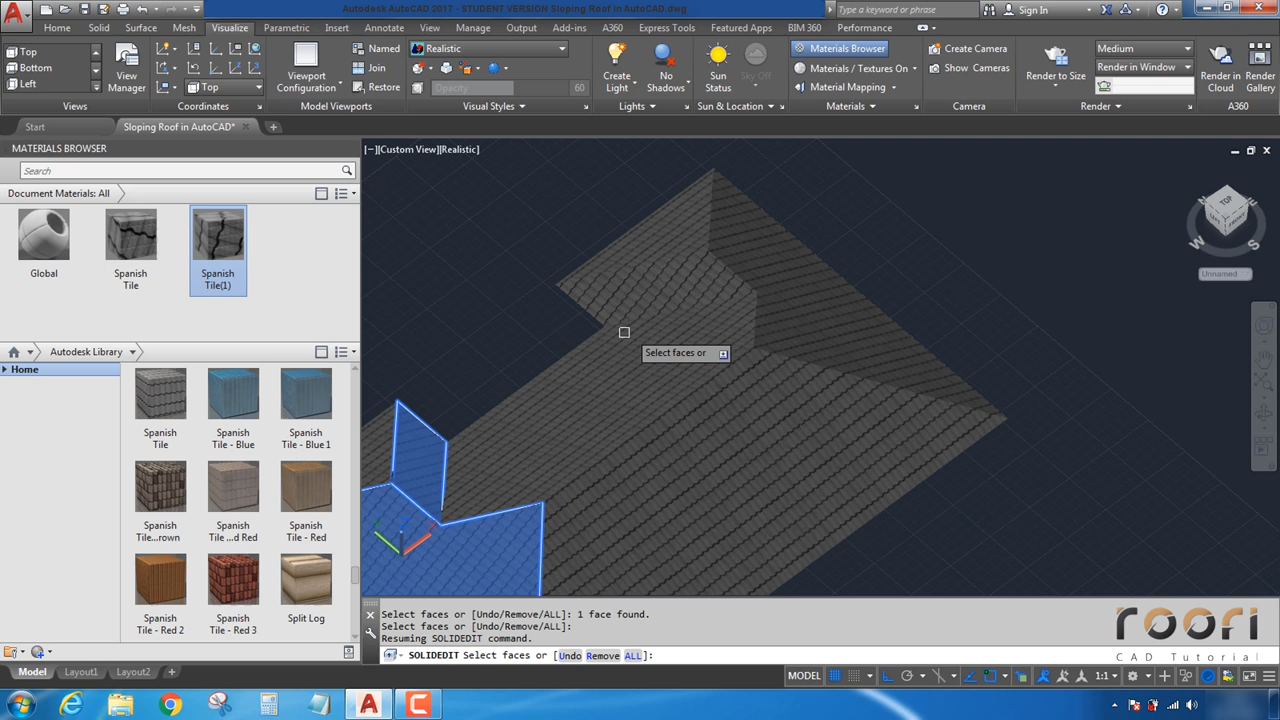 Autodesk AutoCAD 2017 - STUDENT VERSION Sloping Roof in AutoCAD.dwg
Type a keyword or phrase
Sign In
Home Solid Surface Mesh Visualize Parametric Insert Annotate View Manage Output Add-ins A360 Express Tools Featured Apps BIM 360 Performance
Top
Bottom
Left
View Manager
Views
Top
Coordinates
Viewport Configuration
Named
Join
Restore
Model Viewports
Realistic
Opacity 60
Visual Styles
Create Light
No Shadows
Lights
Sun Status
Sky Off
Sun & Location
Materials Browser
Materials / Textures On
Material Mapping
Materials
Create Camera
Show Cameras
Camera
Render to Size
Medium
Render in Window
Render
Render in Cloud
Render Gallery
A360
Start
Sloping Roof in AutoCAD*
MATERIALS BROWSER
Search
Document Materials: All
Global
Spanish Tile
Spanish Tile(1)
Autodesk Library
Home
Spanish Tile
Spanish Tile - Blue
Spanish Tile - Blue 1
Spanish Tile...rown
Spanish Tile ...d Red
Spanish Tile - Red
Spanish Tile - Red 2
Spanish Tile - Red 3
Split Log
[−][Custom View][Realistic]
TOP
LEFT
FRONT
N
E
W
S
Unnamed
Select faces or
Select faces or [Undo/Remove/ALL]: 1 face found.
Select faces or [Undo/Remove/ALL]:
Resuming SOLIDEDIT command.
SOLIDEDIT Select faces or [Undo Remove ALL]:
roofi
CAD Tutorial
Model Layout1 Layout2
MODEL
1:1